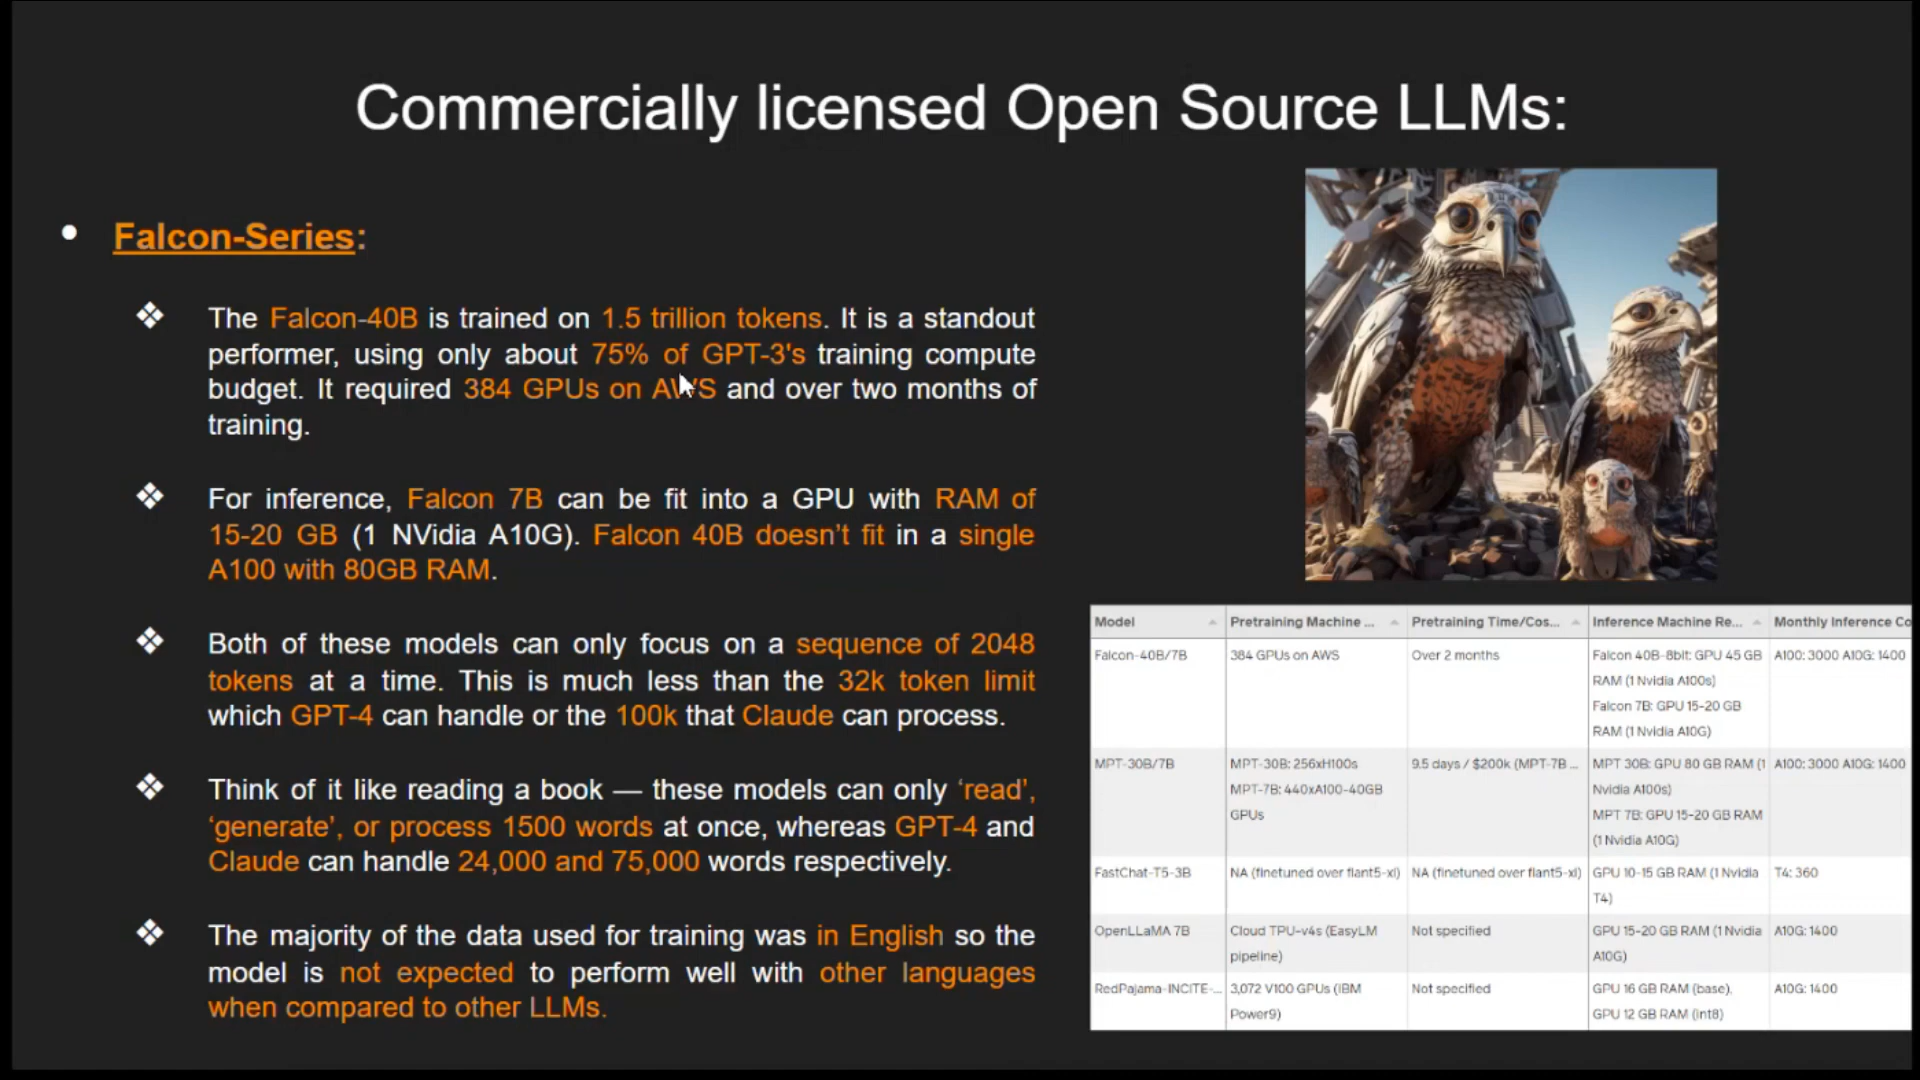 Commercially licensed Open Source LLMs:
• Falcon-Series:
❖ The Falcon-40B is trained on 1.5 trillion tokens. It is a standout
performer, using only about 75% of GPT-3's training compute
budget. It required 384 GPUs on AWS and over two months of
training.
❖ For inference, Falcon 7B can be fit into a GPU with RAM of
15-20 GB (1 NVidia A10G). Falcon 40B doesn’t fit in a single
A100 with 80GB RAM.
❖ Both of these models can only focus on a sequence of 2048
tokens at a time. This is much less than the 32k token limit
which GPT-4 can handle or the 100k that Claude can process.
❖ Think of it like reading a book — these models can only ‘read’,
‘generate’, or process 1500 words at once, whereas GPT-4 and
Claude can handle 24,000 and 75,000 words respectively.
❖ The majority of the data used for training was in English so the
model is not expected to perform well with other languages
when compared to other LLMs.
Model Pretraining Machine ... Pretraining Time/Cos... Inference Machine Re... Monthly Inference Co
Falcon-40B/7B 384 GPUs on AWS Over 2 months Falcon 40B-8bit: GPU 45 GB A100: 3000 A10G: 1400
RAM (1 Nvidia A100s)
Falcon 7B: GPU 15-20 GB
RAM (1 Nvidia A10G)
MPT-30B/7B MPT-30B: 256xH100s 9.5 days / $200k (MPT-7B ... MPT 30B: GPU 80 GB RAM (1 A100: 3000 A10G: 1400
MPT-7B: 440xA100-40GB Nvidia A100s)
GPUs MPT 7B: GPU 15-20 GB RAM
(1 Nvidia A10G)
FastChat-T5-3B NA (finetuned over flant5-xl) NA (finetuned over flant5-xl) GPU 10-15 GB RAM (1 Nvidia T4: 360
T4)
OpenLLaMA 7B Cloud TPU-v4s (EasyLM Not specified GPU 15-20 GB RAM (1 Nvidia A10G: 1400
pipeline) A10G)
RedPajama-INCITE-... 3,072 V100 GPUs (IBM Not specified GPU 16 GB RAM (base), A10G: 1400
Power9) GPU 12 GB RAM (int8)